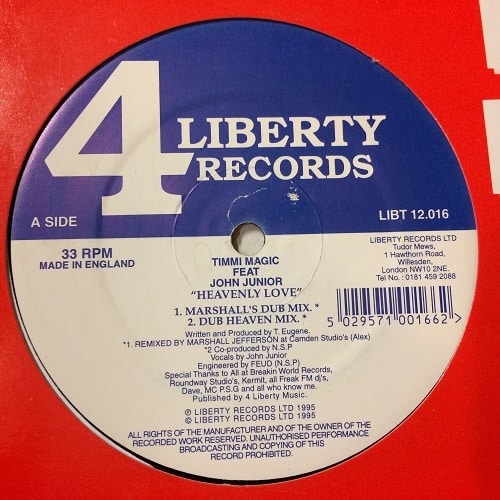 4 LIBERTY
RECORDS
A SIDE
LIBT 12.016
33 RPM
MADE IN ENGLAND
LIBERTY RECORDS LTD
Tudor Mews,
1 Hawthorn Road,
Willesden,
London NW10 2NE.
Tel No : 0181 459 2088
TIMMI MAGIC
FEAT
JOHN JUNIOR
"HEAVENLY LOVE"
1. MARSHALL'S DUB MIX. *
2. DUB HEAVEN MIX. *
5 029571 001662 >
Written and Produced by T. Eugene.
*1. REMIXED BY MARSHALL JEFFERSON at Camden Studio's (Alex)
*2 Co-produced by N.S.P
Vocals by John Junior
Engineered by FEUD (N.S.P)
Special Thanks to All at Breakin World Records,
Roundway Studio's, Kermit, all Freak FM dj's,
Dave, MC P.S.G and all who know me.
Published by 4 Liberty Music.
℗ LIBERTY RECORDS LTD 1995
© LIBERTY RECORDS LTD 1995
ALL RIGHTS OF THE MANUFACTURER AND OF THE OWNER OF THE
RECORDED WORK RESERVED. UNAUTHORISED PERFORMANCE
BROADCASTING AND COPYING OF THIS
RECORD PROHIBITED.